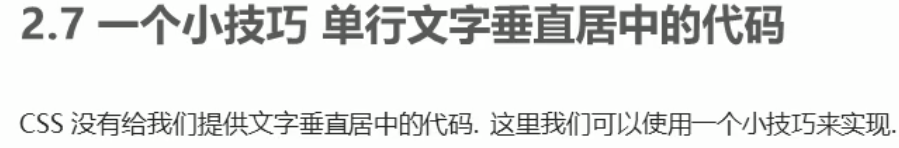 2.7 一个小技巧 单行文字垂直居中的代码
CSS 没有给我们提供文字垂直居中的代码. 这里我们可以使用一个小技巧来实现.